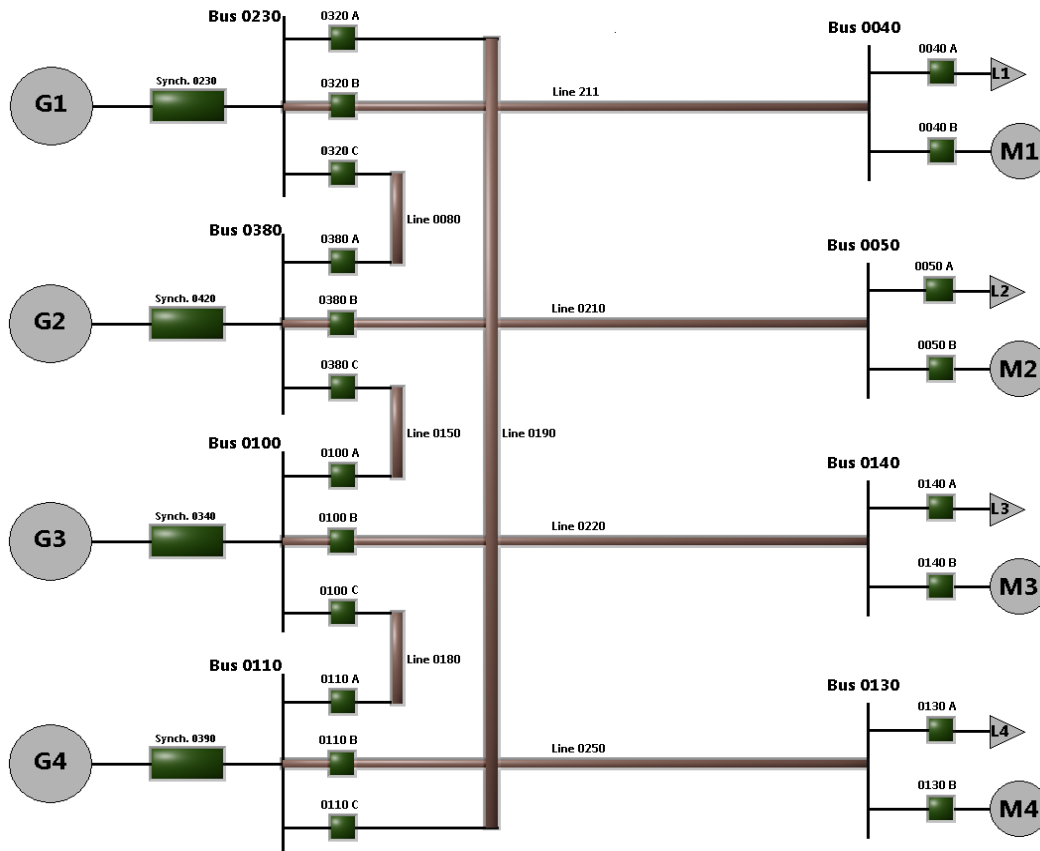 Bus 0230
0320 A
Bus 0040
0040 A
L1
Synch. 0230
0320 B
Line 211
G1
0040 B
M1
0320 C
Line 0080
Bus 0380
0380 A
Bus 0050
0050 A
L2
Synch. 0420
0380 B
Line 0210
G2
0050 B
M2
0380 C
Line 0150
Line 0190
Bus 0100
0100 A
Bus 0140
0140 A
L3
Synch. 0340
0100 B
Line 0220
G3
0140 B
M3
0100 C
Line 0180
Bus 0110
0110 A
Bus 0130
0130 A
L4
Synch. 0390
0110 B
Line 0250
G4
0130 B
M4
0110 C